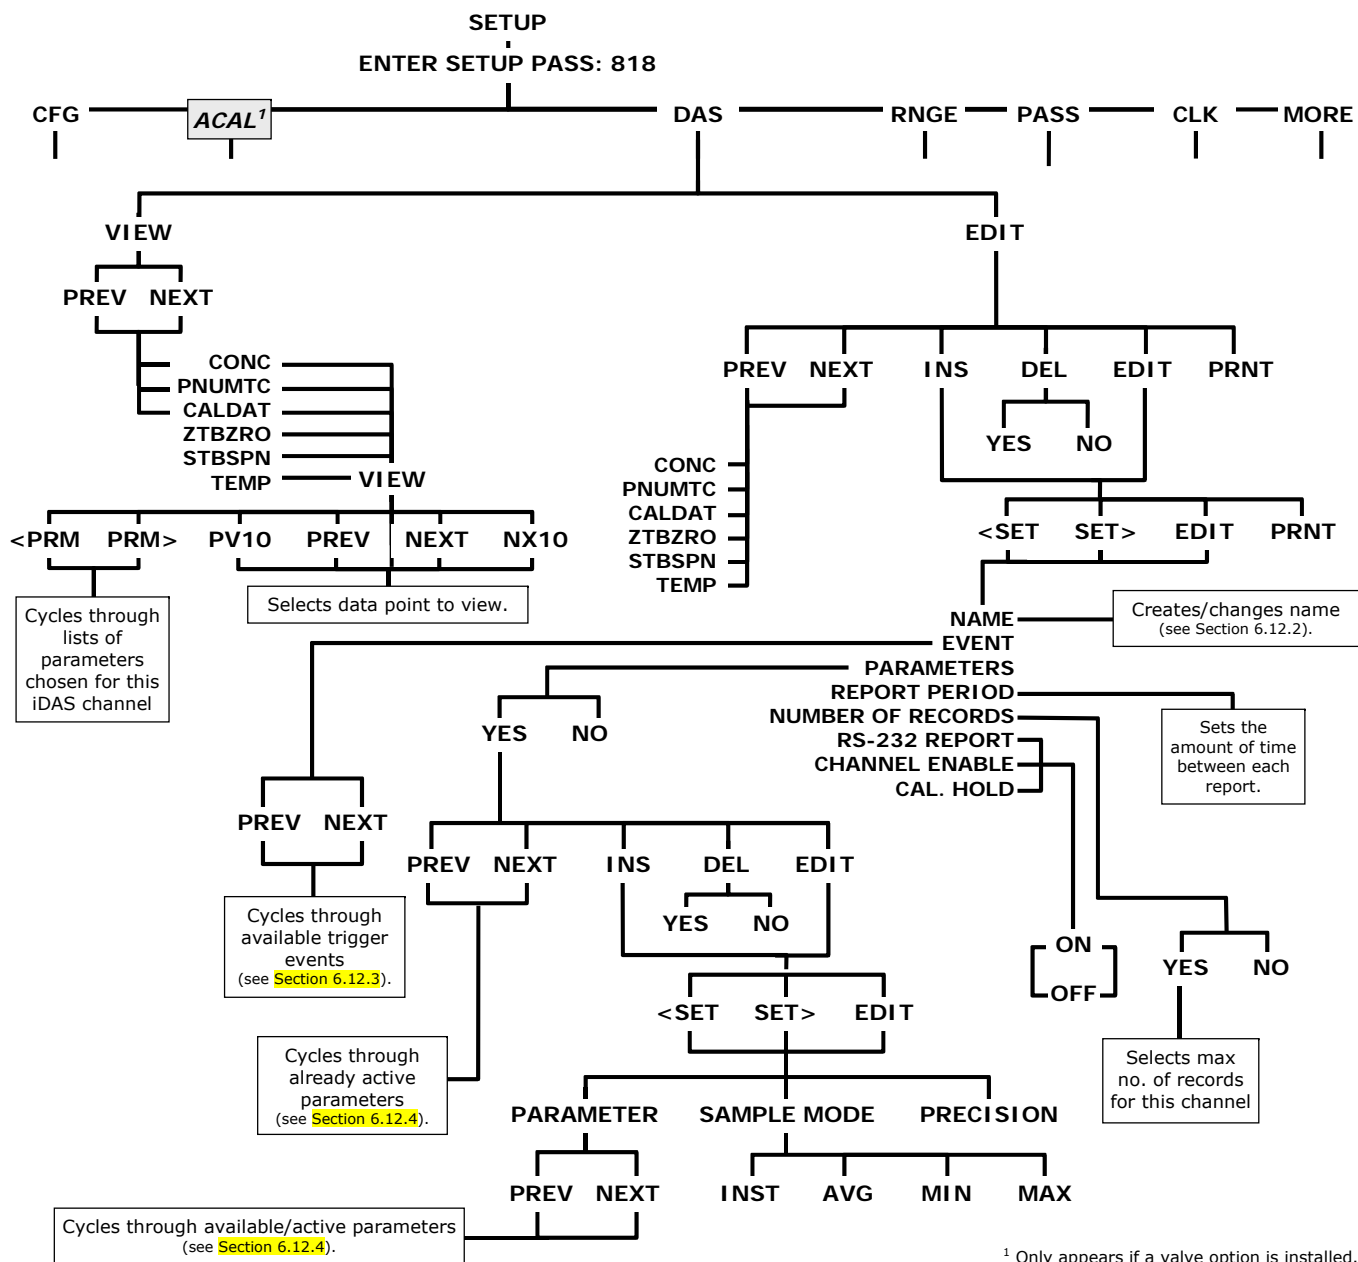 SETUP
ENTER SETUP PASS: 818
CFG
ACAL¹
DAS
RNGE
PASS
CLK
MORE
VIEW
EDIT
PREV NEXT
CONC
PNUMTC
CALDAT
ZTBZRO
STBSPN
TEMP
VIEW
<PRM PRM> PV10 PREV NEXT NX10
Cycles through
lists of
parameters
chosen for this
iDAS channel
Selects data point to view.
PREV NEXT INS DEL EDIT PRNT
YES NO
CONC
PNUMTC
CALDAT
ZTBZRO
STBSPN
TEMP
<SET SET> EDIT PRNT
NAME
Creates/changes name
(see Section 6.12.2).
EVENT
PARAMETERS
REPORT PERIOD
NUMBER OF RECORDS
RS-232 REPORT
CHANNEL ENABLE
CAL. HOLD
Sets the
amount of time
between each
report.
YES NO
PREV NEXT
Cycles through
available trigger
events
(see Section 6.12.3).
PREV NEXT INS DEL EDIT
YES NO
Cycles through
already active
parameters
(see Section 6.12.4).
<SET SET> EDIT
ON
OFF
YES NO
Selects max
no. of records
for this channel
PARAMETER SAMPLE MODE PRECISION
PREV NEXT INST AVG MIN MAX
Cycles through available/active parameters
(see Section 6.12.4).
¹ Only appears if a valve option is installed.